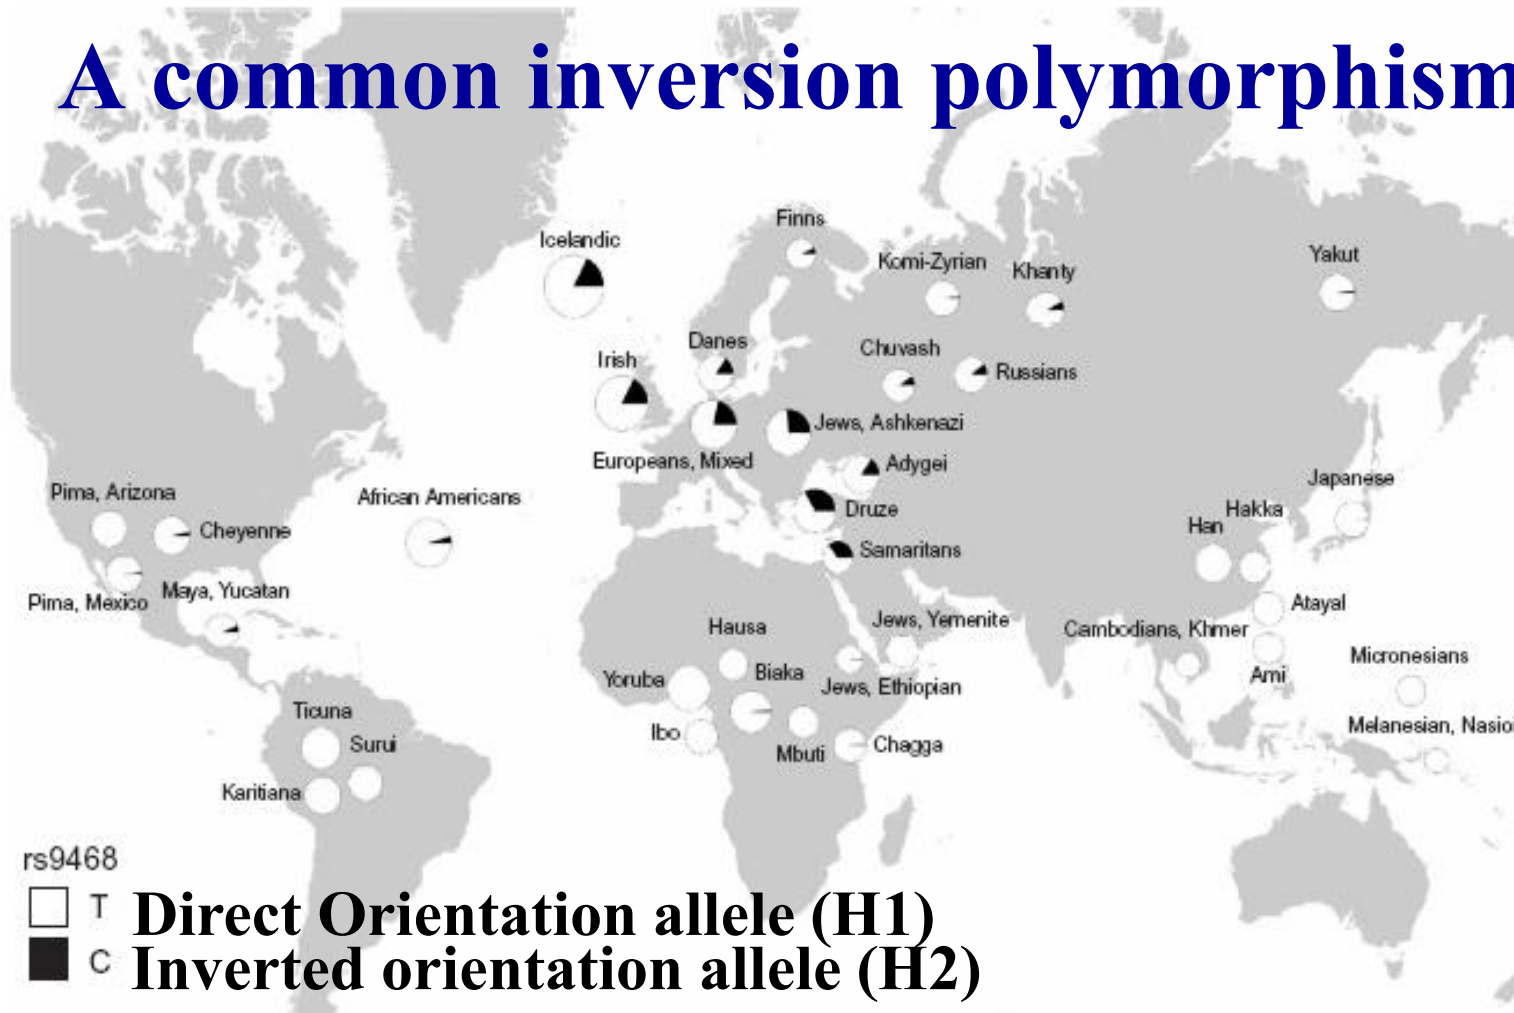 A common inversion polymorphism
Finns
Icelandic
Komi-Zyrian
Khanty
Yakut
Danes
Irish
Chuvash
Russians
Jews, Ashkenazi
Europeans, Mixed
Adygei
Pima, Arizona
African Americans
Japanese
Cheyenne
Druze
Hakka
Han
Samaritans
Pima, Mexico
Maya, Yucatan
Atayal
Hausa
Jews, Yemenite
Cambodians, Khmer
Micronesians
Yoruba
Biaka
Jews, Ethiopian
Ami
Ticuna
Ibo
Surui
Mbuti
Chagga
Melanesian, Nasioi
Karitiana
rs9468
T Direct Orientation allele (H1)
C Inverted orientation allele (H2)